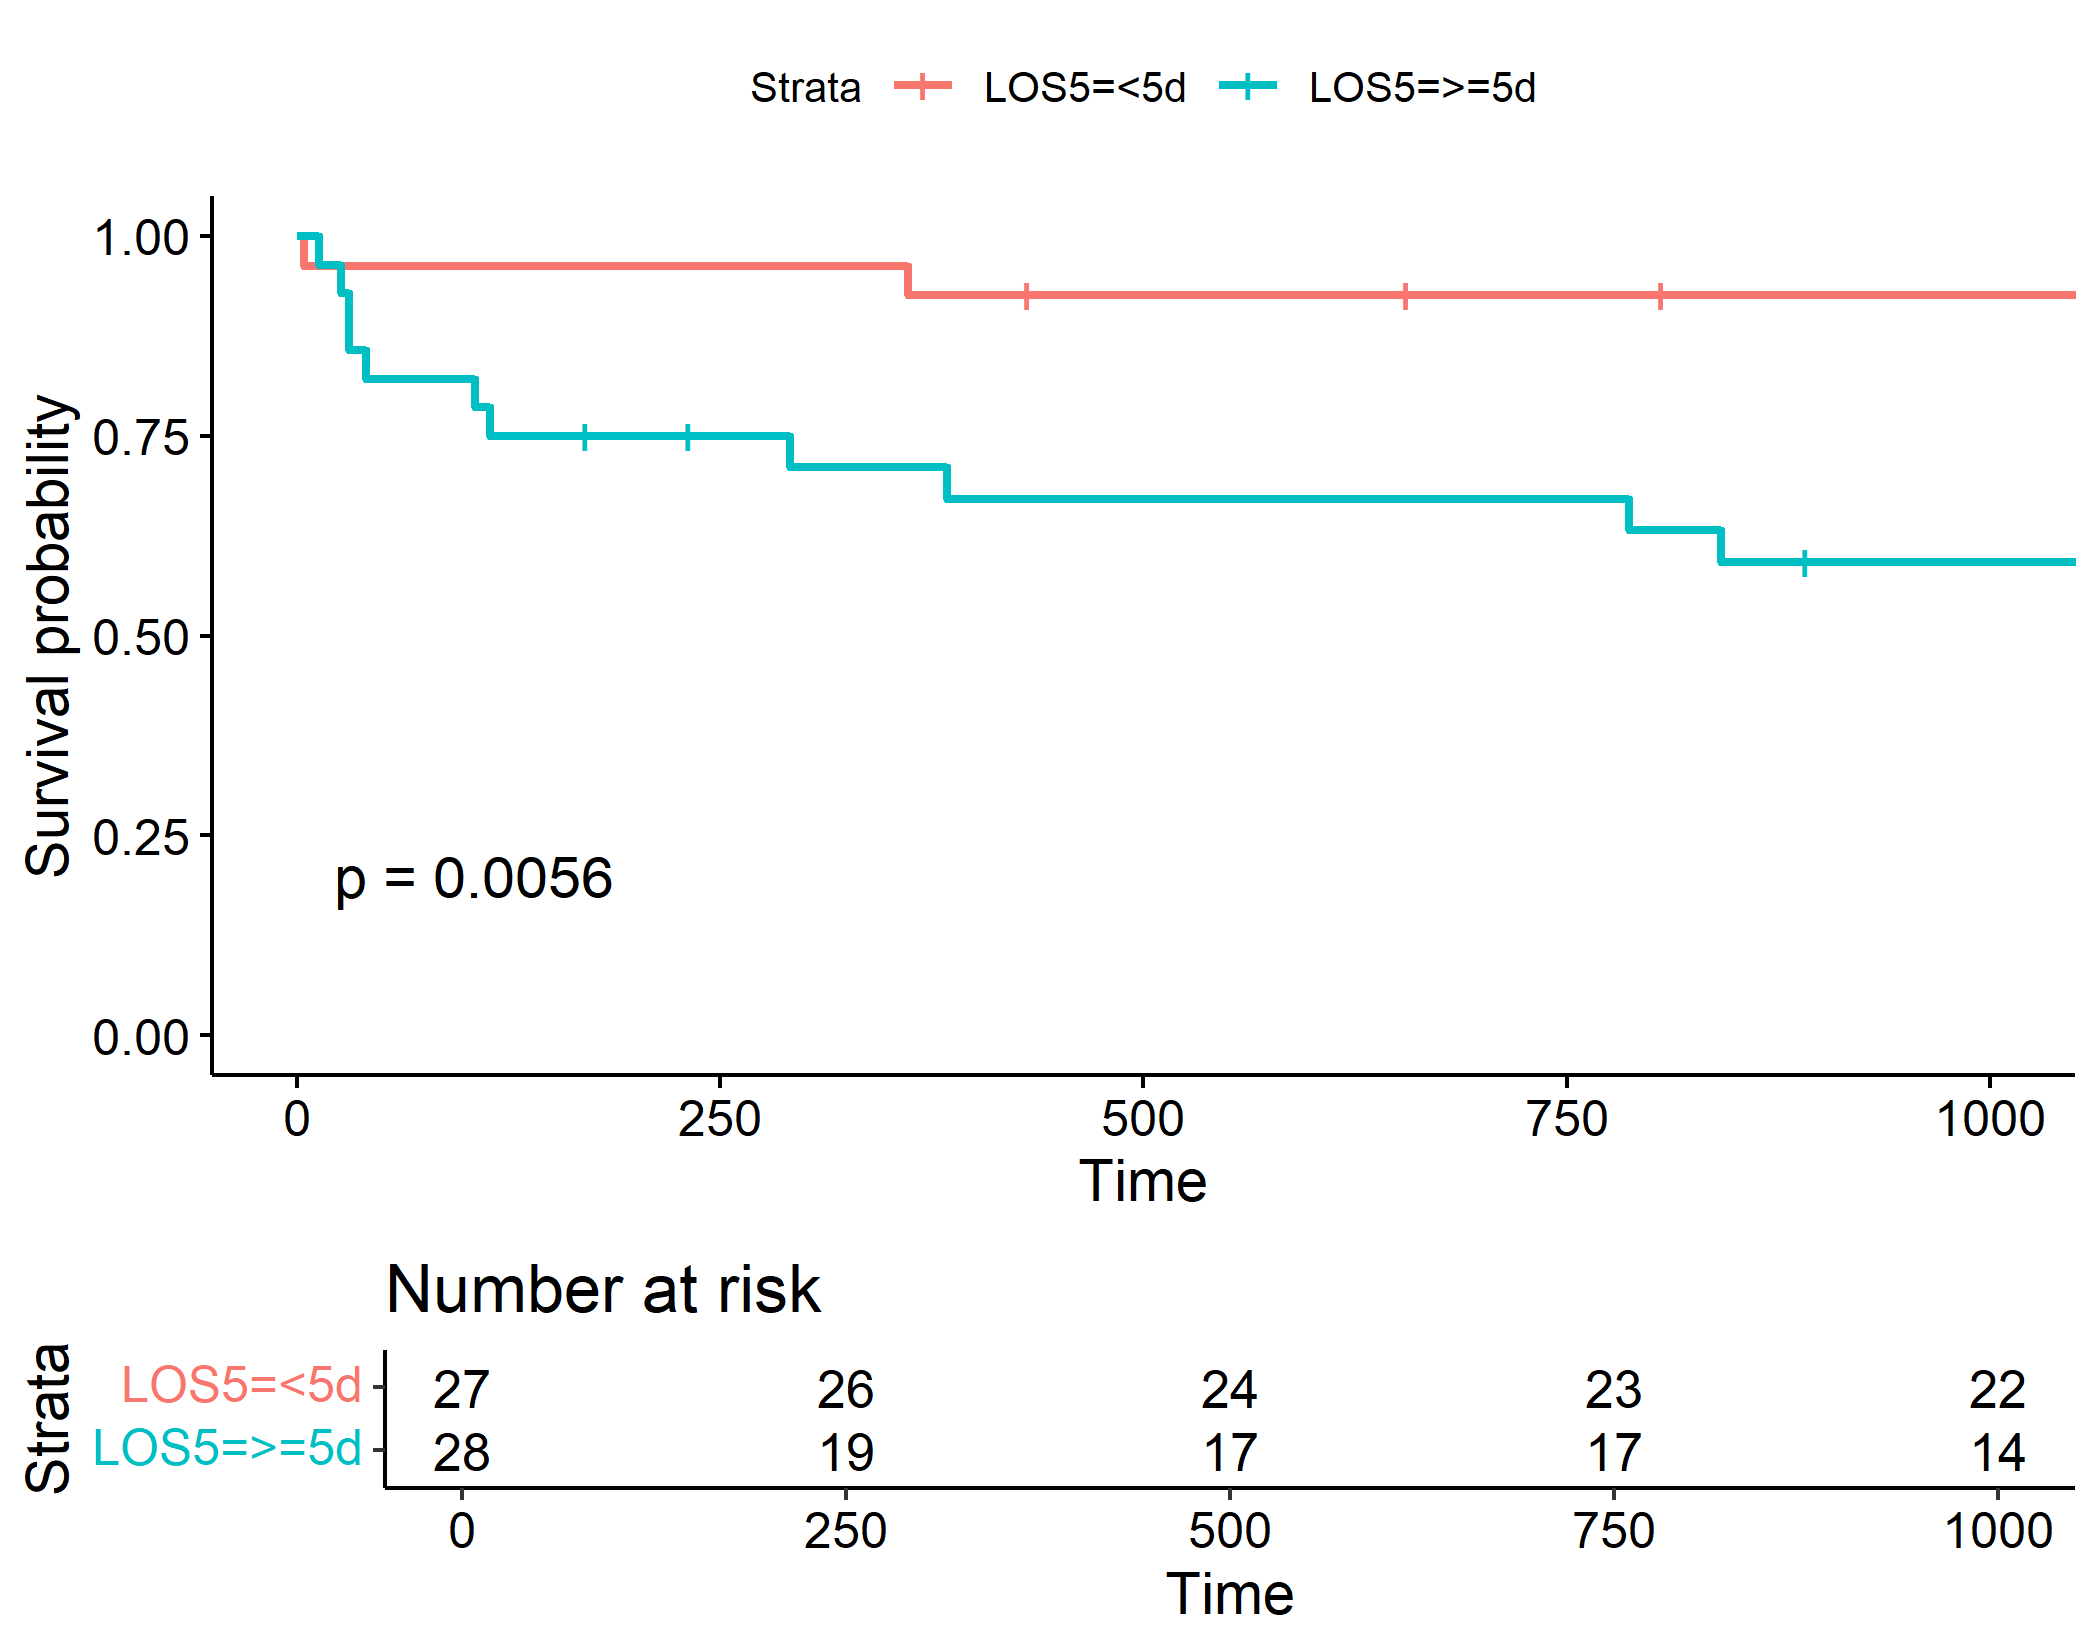 Strata LOS5=<5d LOS5=>=5d
Survival probability
1.00
0.75
0.50
0.25
0.00
p = 0.0056
0 250 500 750 1000
Time
Number at risk
Strata
LOS5=<5d 27 26 24 23 22
LOS5=>=5d 28 19 17 17 14
0 250 500 750 1000
Time